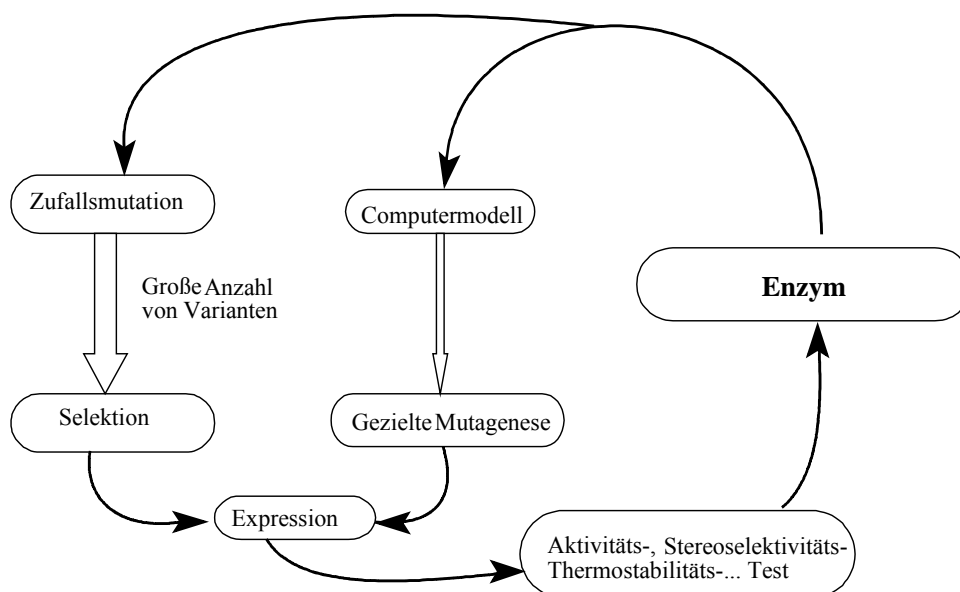 Zufallsmutation
Große Anzahl
von Varianten
Selektion
Computermodell
Gezielte Mutagenese
Expression
Aktivitäts-, Stereoselektivitäts-
Thermostabilitäts-... Test
Enzym